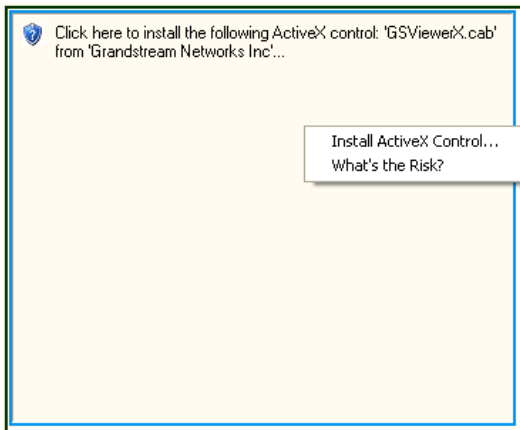 Click here to install the following ActiveX control: 'GSViewerX.cab'
from 'Grandstream Networks Inc'...
Install ActiveX Control...
What's the Risk?